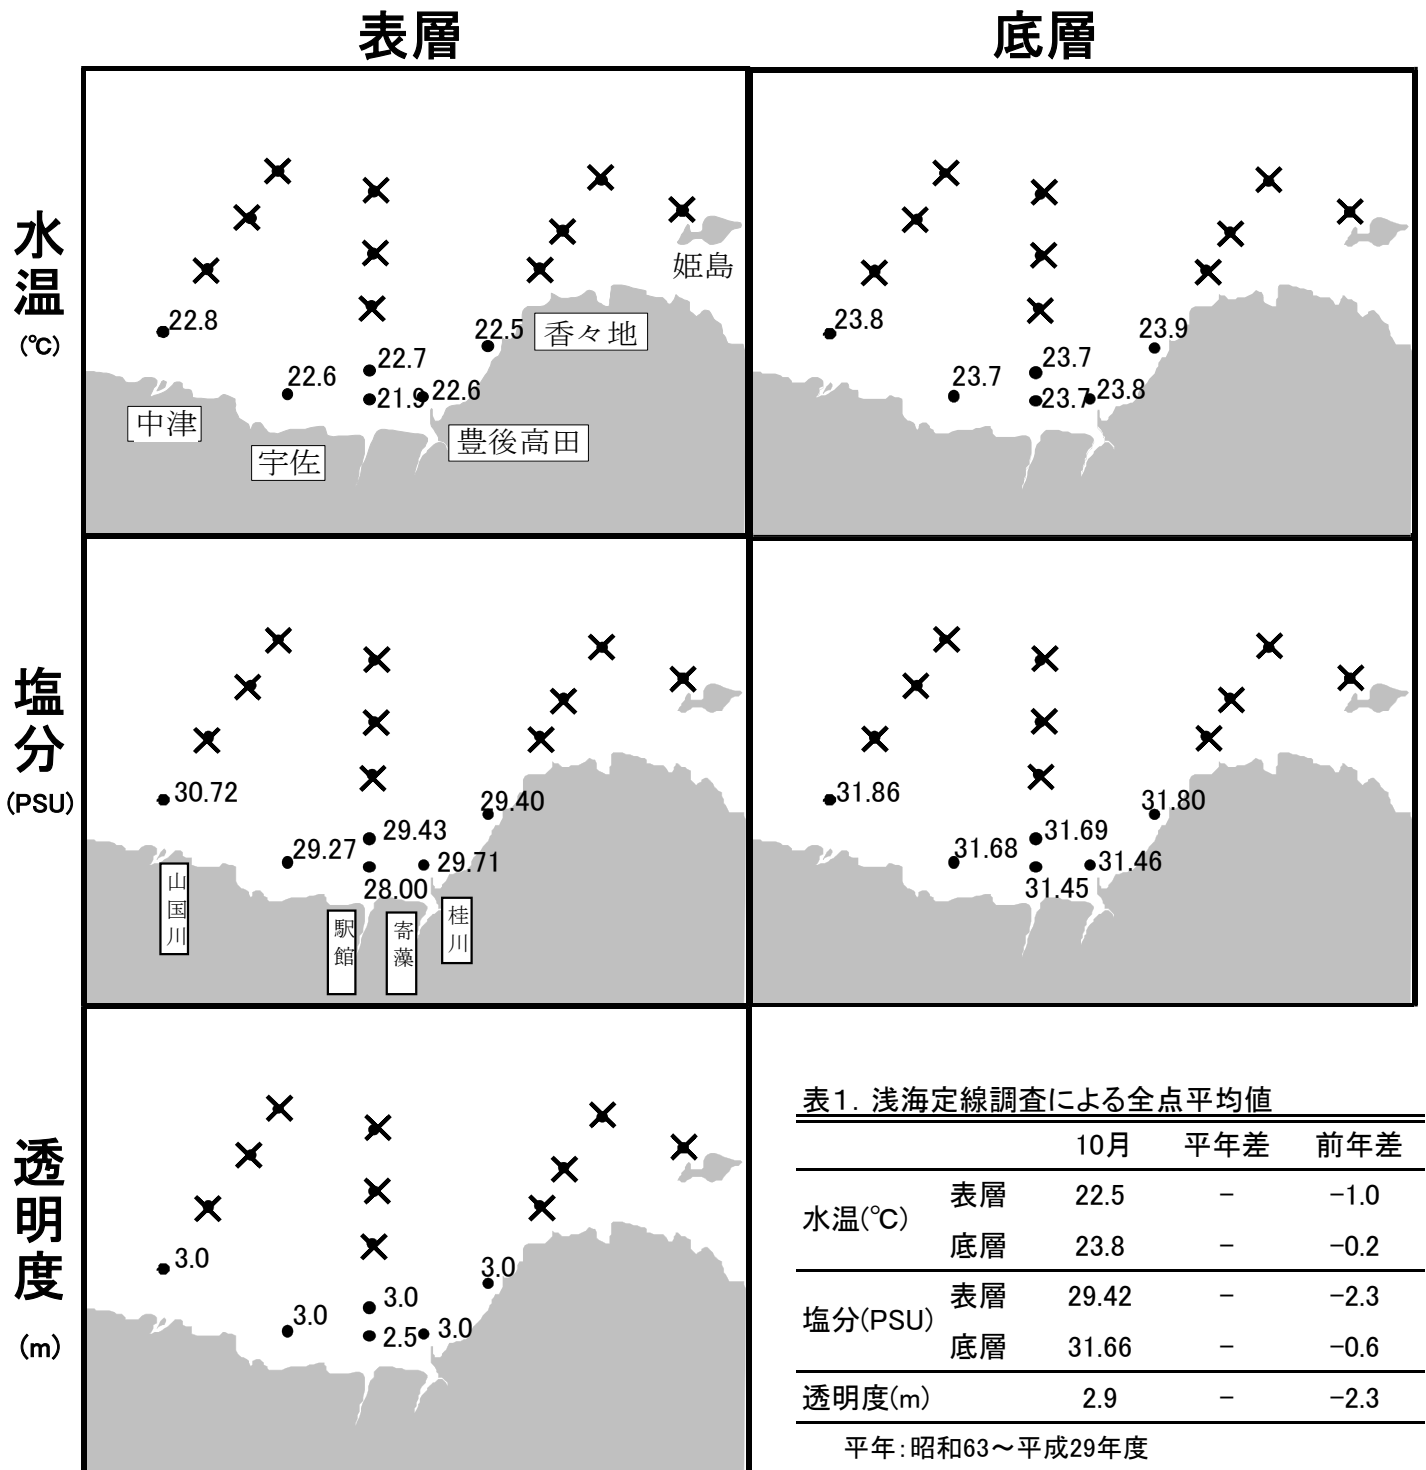 表層
底層
水温
(℃)
姫島
22.8
22.6
22.7
21.9
22.6
22.5
香々地
中津
宇佐
豊後高田
23.8
23.7
23.7
23.7
23.8
23.9
塩分
(PSU)
30.72
29.27
29.43
28.00
29.71
29.40
山国川
駅館
寄藻
桂川
31.86
31.68
31.69
31.45
31.46
31.80
透明度
(m)
3.0
3.0
3.0
2.5
3.0
3.0
表1. 浅海定線調査による全点平均値
10月 平年差 前年差
水温(℃) 表層 22.5 － −1.0
底層 23.8 － −0.2
塩分(PSU) 表層 29.42 － −2.3
底層 31.66 － −0.6
透明度(m) 2.9 － −2.3
平年:昭和63～平成29年度